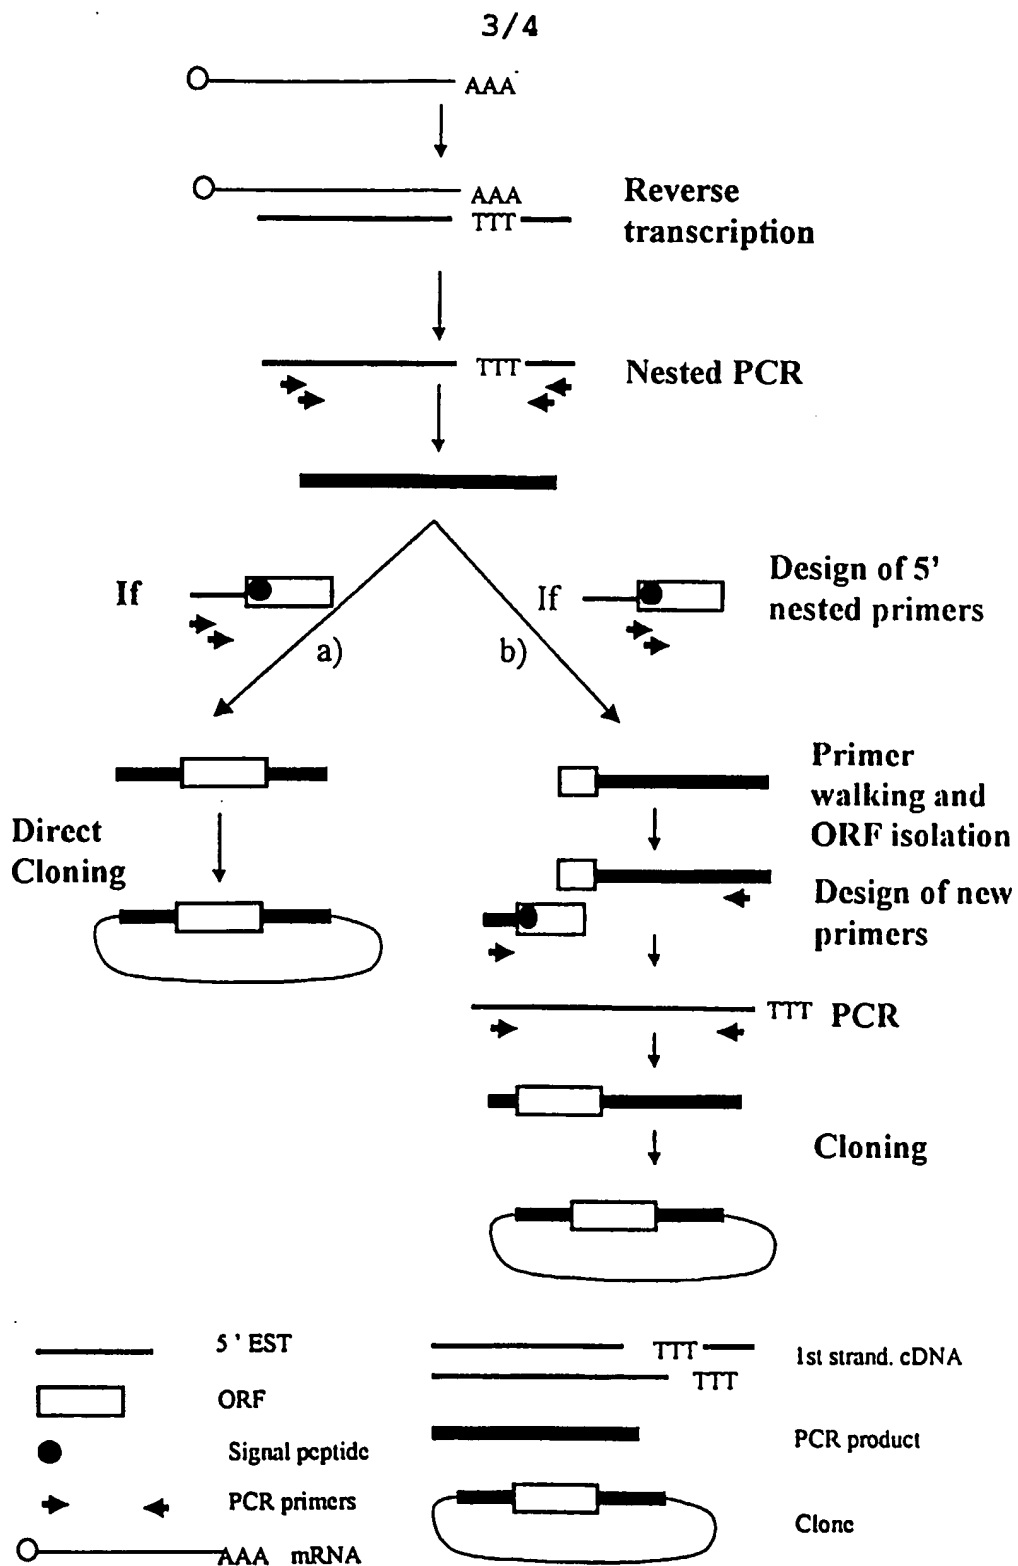 3/4
AAA
AAA
TTT
Reverse
transcription
TTT
Nested PCR
If
If
Design of 5'
nested primers
a)
b)
Primer
walking and
ORF isolation
Direct
Cloning
Design of new
primers
TTT
PCR
Cloning
5 ' EST
TTT
TTT
1st strand. cDNA
ORF
Signal peptide
PCR product
PCR primers
Clone
AAA mRNA